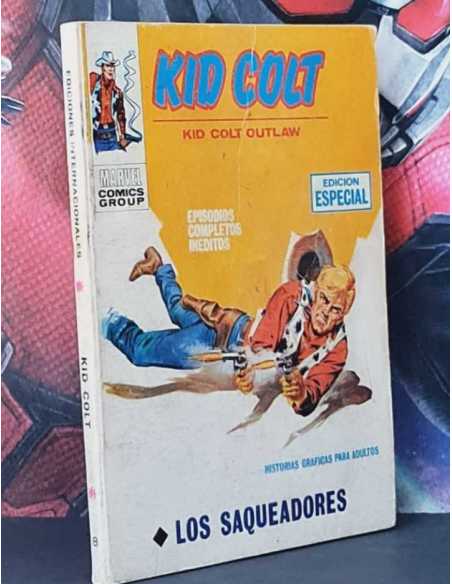 EDICIONES INTERNACIONALES
KID COLT
8
KID COLT
KID COLT OUTLAW
MARVEL
COMICS
GROUP
EDICION
ESPECIAL
EPISODIOS
COMPLETOS
INEDITOS
HISTORIAS GRAFICAS PARA ADULTOS
LOS SAQUEADORES